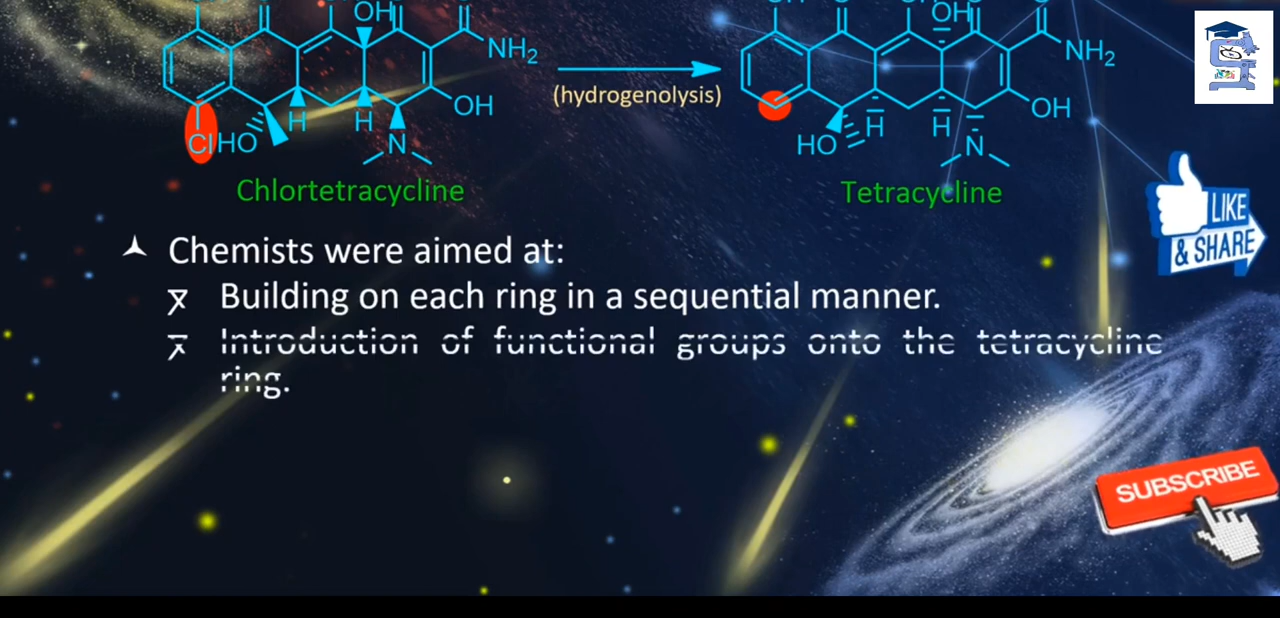 OH
OH
NH2
NH2
(hydrogenolysis)
OH
OH
H
H
H
H
Cl
HO
N
HO
N
Chlortetracycline
Tetracycline
LIKE
& SHARE
Chemists were aimed at:
Building on each ring in a sequential manner.
Introduction of functional groups onto the tetracycline
ring.
SUBSCRIBE